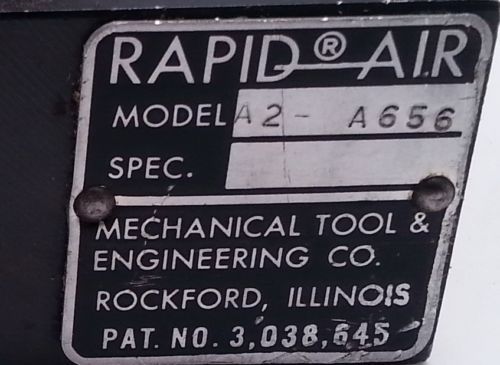 RAPID® AIR
MODEL A2- A656
SPEC.
MECHANICAL TOOL &
ENGINEERING CO.
ROCKFORD, ILLINOIS
PAT. NO. 3,038,645